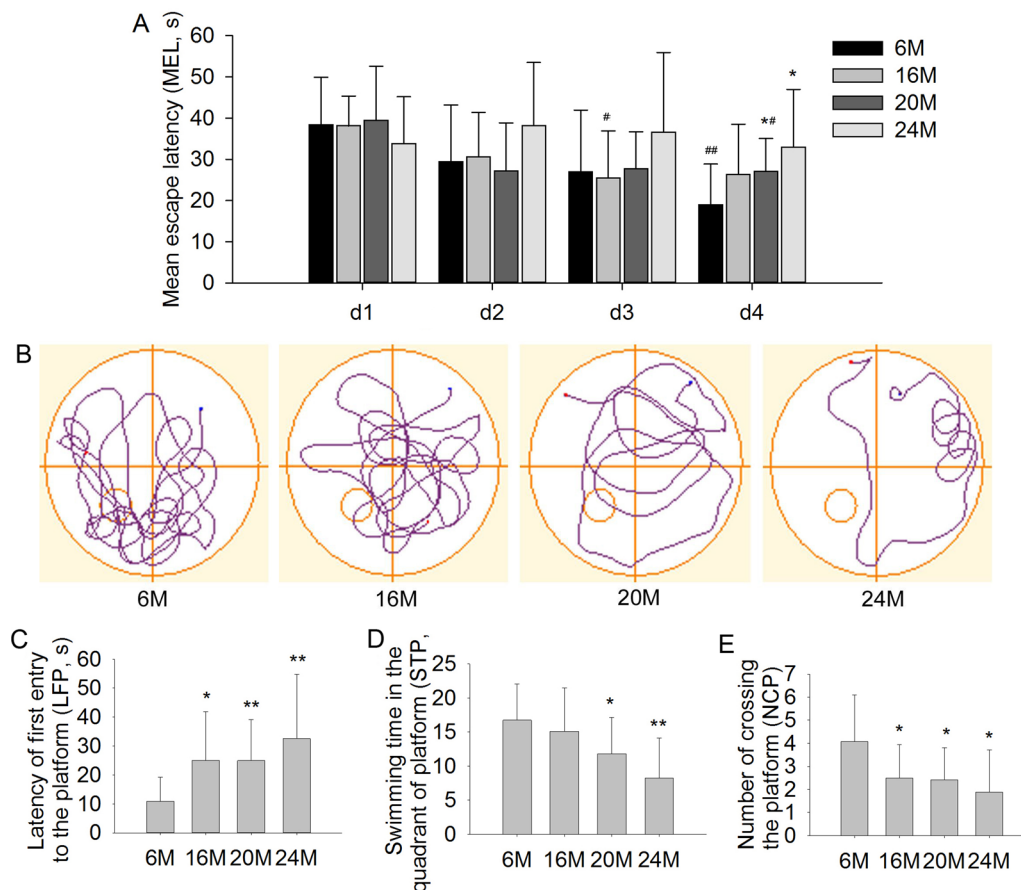 A
Mean escape latency (MEL, s)
60
50
40
30
20
10
0
6M
16M
20M
24M
#
##
*#
*
d1
d2
d3
d4
B
6M
16M
20M
24M
C
Latency of first entry
to the platform (LFP, s)
60
50
40
30
20
10
0
*
**
**
6M 16M 20M 24M
D
Swimming time in the
quadrant of platform (STP,
25
20
15
10
5
0
*
**
6M 16M 20M 24M
E
Number of crossing
the platform (NCP)
7
6
5
4
3
2
1
0
*
*
*
6M 16M 20M 24M